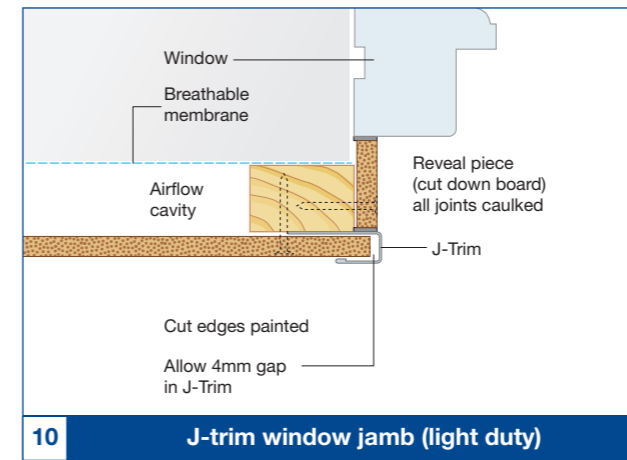 Window
Breathable
membrane
Airflow
cavity
Reveal piece
(cut down board)
all joints caulked
J-Trim
Cut edges painted
Allow 4mm gap
in J-Trim
10
J-trim window jamb (light duty)